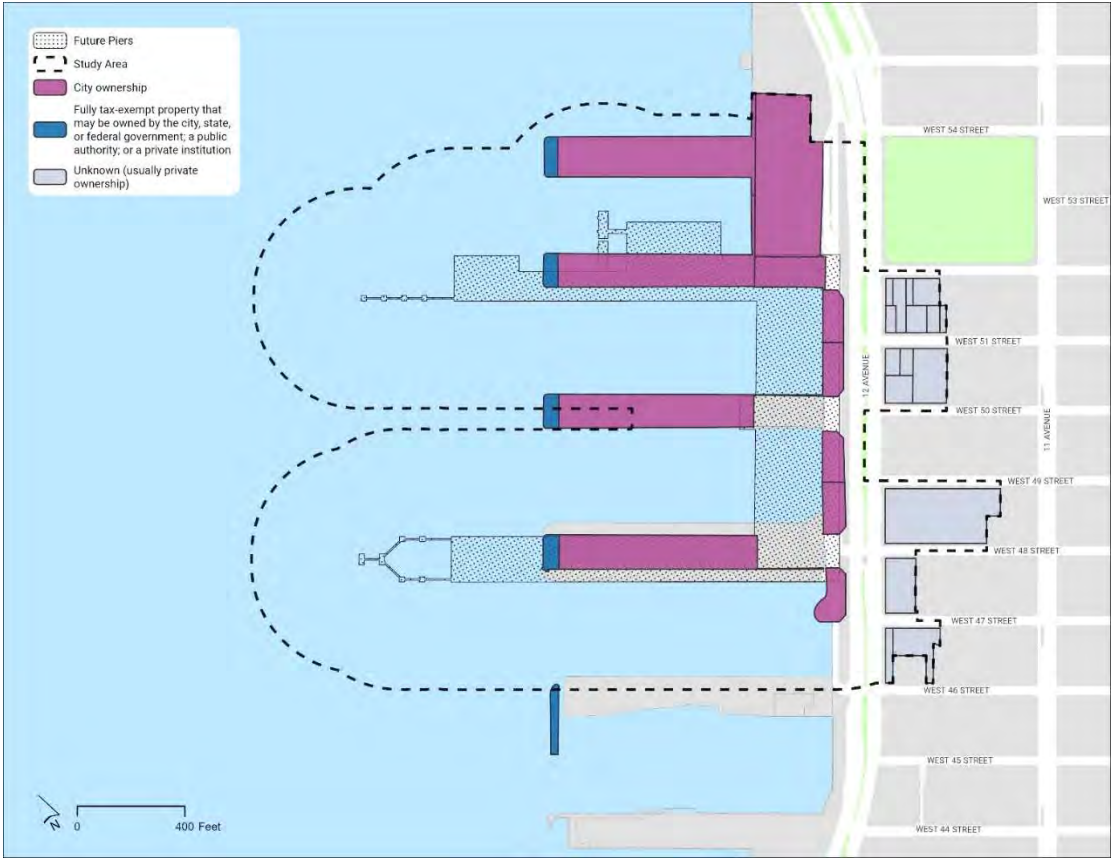 Future Piers
Study Area
City ownership
Fully tax-exempt property that
may be owned by the city, state,
or federal government; a public
authority; or a private institution
Unknown (usually private
ownership)
WEST 54 STREET
WEST 53 STREET
WEST 51 STREET
12 AVENUE
WEST 50 STREET
11 AVENUE
WEST 49 STREET
WEST 48 STREET
WEST 47 STREET
WEST 46 STREET
WEST 45 STREET
WEST 44 STREET
N
0 400 Feet